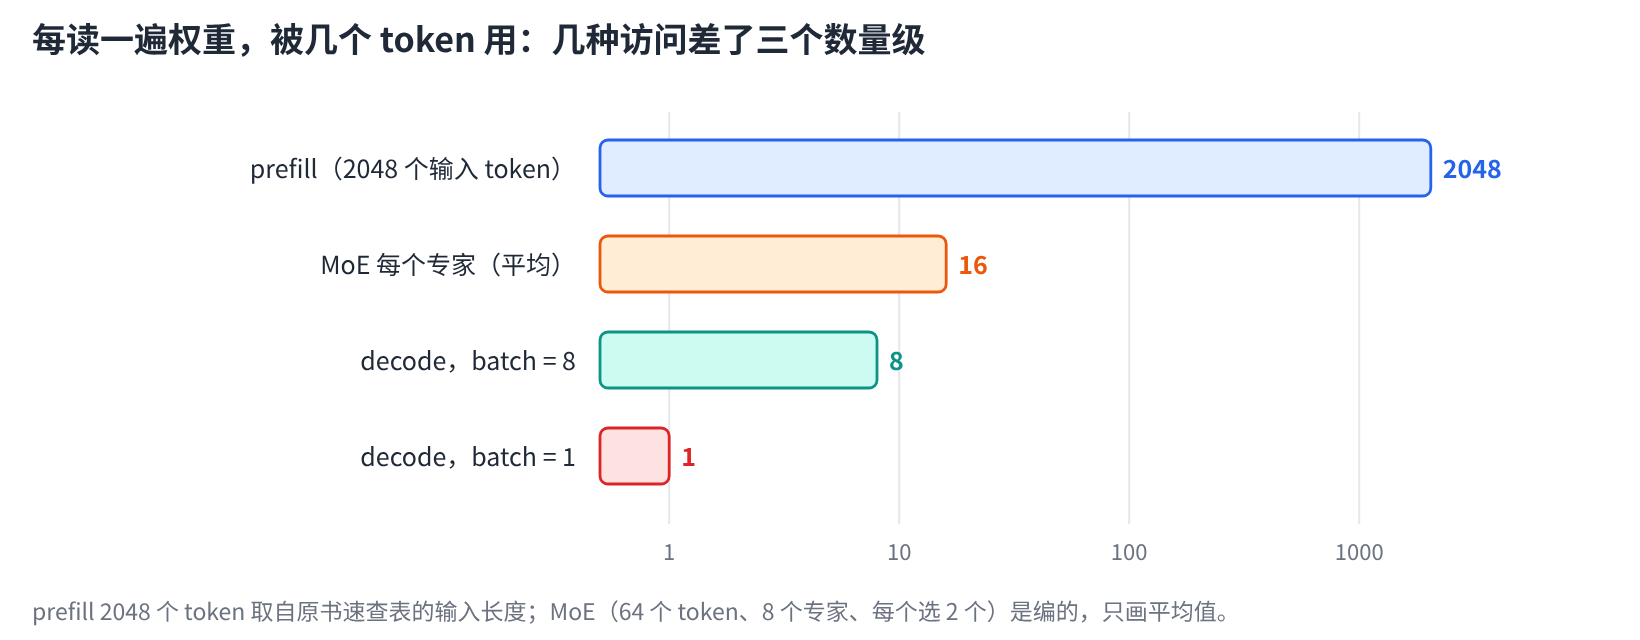 每读一遍权重，被几个 token 用：几种访问差了三个数量级
prefill（2048 个输入 token） 2048
MoE 每个专家（平均） 16
decode，batch = 8 8
decode，batch = 1 1
1 10 100 1000
prefill 2048 个 token 取自原书速查表的输入长度；MoE（64 个 token、8 个专家、每个选 2 个）是编的，只画平均值。